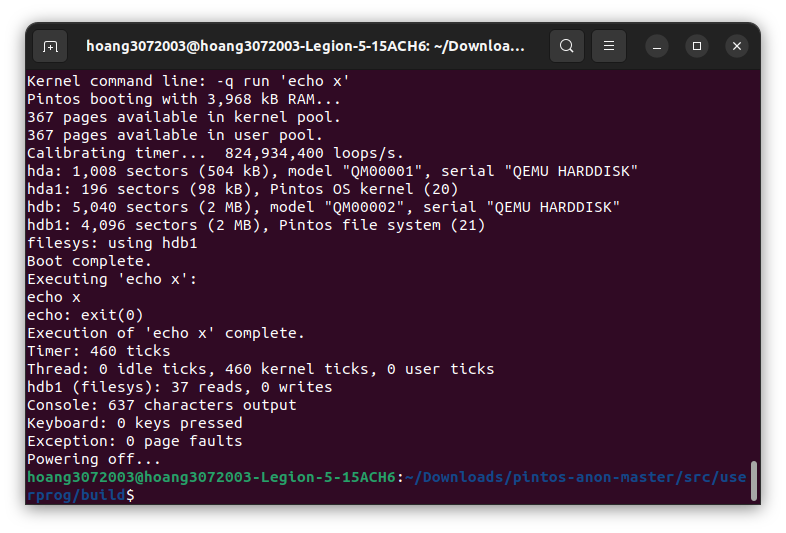 hoang3072003@hoang3072003-Legion-5-15ACH6: ~/Downloa...
Kernel command line: -q run 'echo x'
Pintos booting with 3,968 kB RAM...
367 pages available in kernel pool.
367 pages available in user pool.
Calibrating timer...  824,934,400 loops/s.
hda: 1,008 sectors (504 kB), model "QM00001", serial "QEMU HARDDISK"
hda1: 196 sectors (98 kB), Pintos OS kernel (20)
hdb: 5,040 sectors (2 MB), model "QM00002", serial "QEMU HARDDISK"
hdb1: 4,096 sectors (2 MB), Pintos file system (21)
filesys: using hdb1
Boot complete.
Executing 'echo x':
echo x
echo: exit(0)
Execution of 'echo x' complete.
Timer: 460 ticks
Thread: 0 idle ticks, 460 kernel ticks, 0 user ticks
hdb1 (filesys): 37 reads, 0 writes
Console: 637 characters output
Keyboard: 0 keys pressed
Exception: 0 page faults
Powering off...
hoang3072003@hoang3072003-Legion-5-15ACH6:~/Downloads/pintos-anon-master/src/use
rprog/build$